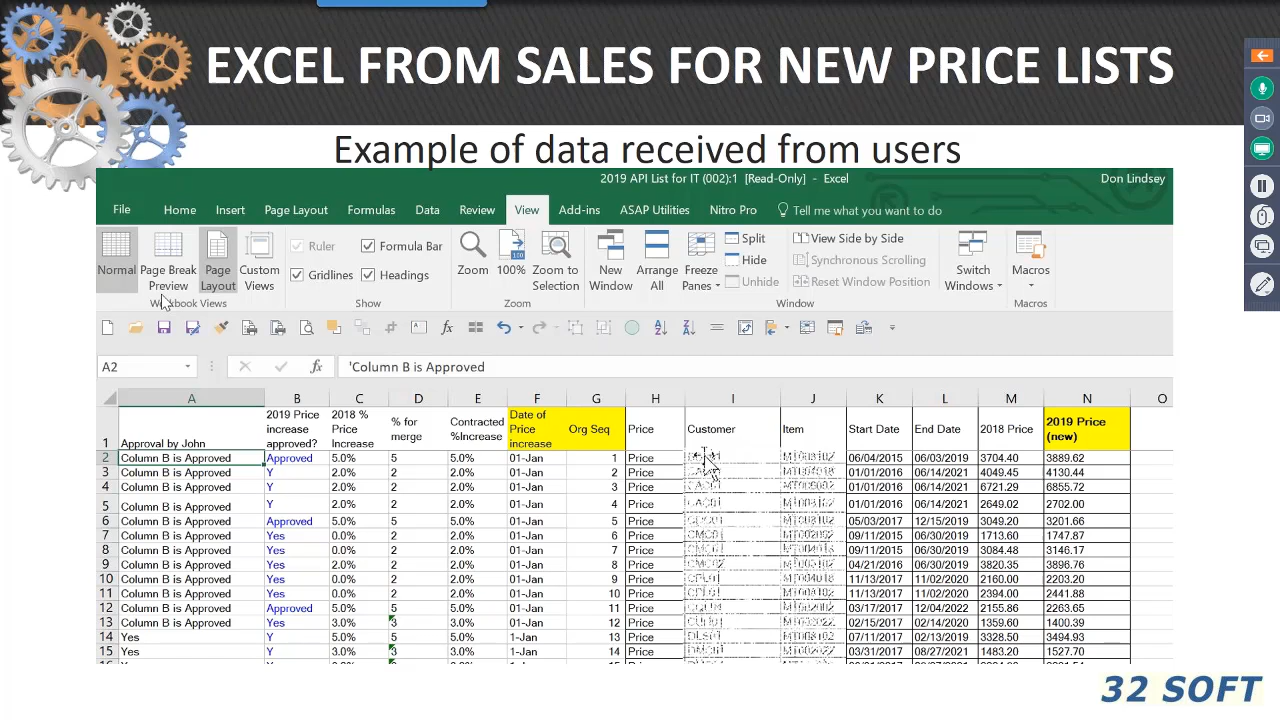 EXCEL FROM SALES FOR NEW PRICE LISTS
Example of data received from users
2019 API List for IT (002):1 [Read-Only] - Excel Don Lindsey
File Home Insert Page Layout Formulas Data Review View Add-ins ASAP Utilities Nitro Pro Tell me what you want to do
Normal Page Break Preview Page Layout Custom Views
Workbook Views
Ruler Formula Bar
Gridlines Headings
Show
Zoom 100% Zoom to Selection
Zoom
New Window Arrange All Freeze Panes
Split
Hide
Unhide
View Side by Side
Synchronous Scrolling
Reset Window Position
Window
Switch Windows
Macros
Macros
A2 fx 'Column B is Approved
A B C D E F G H I J K L M N O
1 Approval by John 2019 Price increase approved? 2018 % Price Increase % for merge Contracted %Increase Date of Price increase Org Seq Price Customer Item Start Date End Date 2018 Price 2019 Price (new)
2 Column B is Approved Approved 5.0% 5 5.0% 01-Jan 1 Price 06/04/2015 06/03/2019 3704.40 3889.62
3 Column B is Approved Y 2.0% 2 2.0% 01-Jan 2 Price 01/01/2016 06/14/2021 4049.45 4130.44
4 Column B is Approved Y 2.0% 2 2.0% 01-Jan 3 Price 01/01/2016 06/14/2021 6721.29 6855.72
5 Column B is Approved Y 2.0% 2 2.0% 01-Jan 4 Price 01/01/2016 06/14/2021 2649.02 2702.00
6 Column B is Approved Approved 5.0% 5 5.0% 01-Jan 5 Price 05/03/2017 12/15/2019 3049.20 3201.66
7 Column B is Approved Yes 0.0% 2 2.0% 01-Jan 6 Price 09/11/2015 06/30/2019 1713.60 1747.87
8 Column B is Approved Yes 0.0% 2 2.0% 01-Jan 7 Price 09/11/2015 06/30/2019 3084.48 3146.17
9 Column B is Approved Yes 0.0% 2 2.0% 01-Jan 8 Price 04/21/2016 06/30/2019 3820.35 3896.76
10 Column B is Approved Yes 0.0% 2 2.0% 01-Jan 9 Price 11/13/2017 11/02/2020 2160.00 2203.20
11 Column B is Approved Yes 0.0% 2 2.0% 01-Jan 10 Price 11/13/2017 11/02/2020 2394.00 2441.88
12 Column B is Approved Approved 5.0% 5 5.0% 01-Jan 11 Price 03/17/2017 12/04/2022 2155.86 2263.65
13 Column B is Approved Yes 3.0% 3 3.0% 01-Jan 12 Price 02/15/2017 02/14/2020 1359.60 1400.39
14 Yes Y 5.0% 5 5.0% 1-Jan 13 Price 07/11/2017 02/13/2019 3328.50 3494.93
15 Yes Y 3.0% 3 3.0% 1-Jan 14 Price 03/31/2017 08/27/2021 1483.20 1527.70
32 SOFT